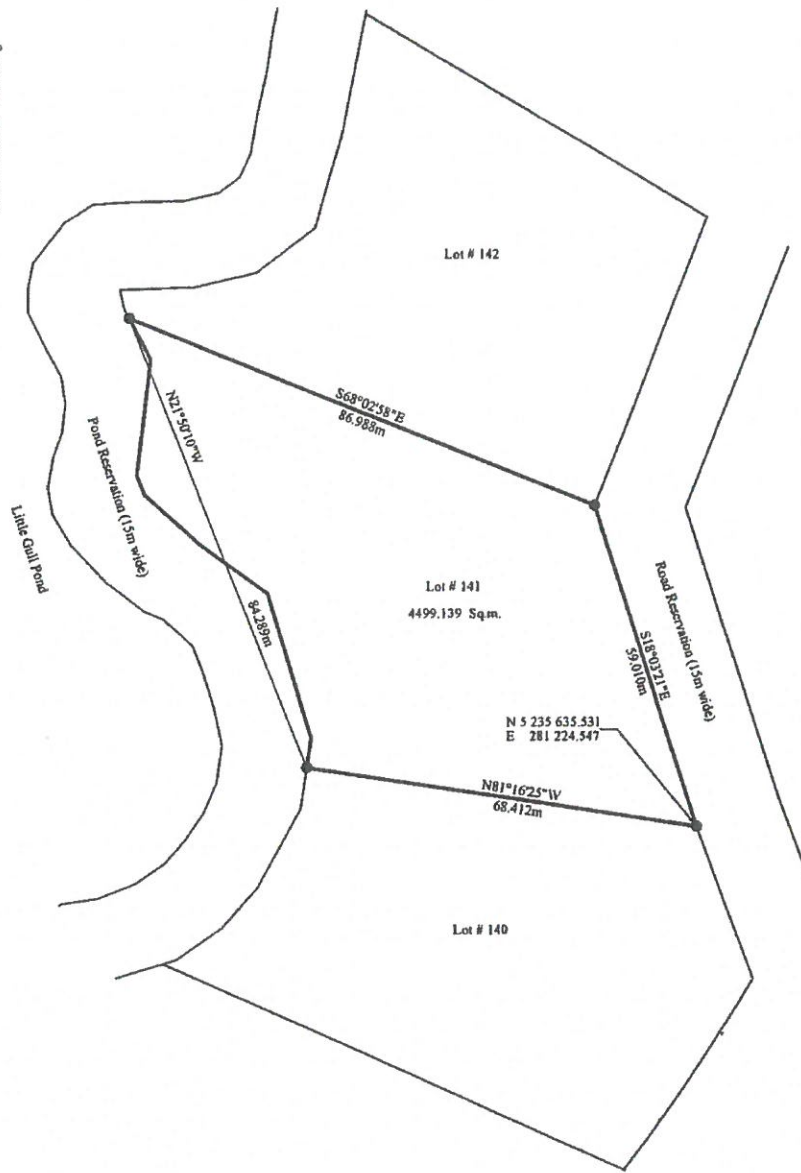 Lot # 142
S68°02'58"E
86.988m
N21°50'10"W
84.289m
Pond Reservation (15m wide)
Little Gull Pond
Lot # 141
4499.139 Sq.m.
Road Reservation (15m wide)
S18°03'21"E
59.010m
N 5 235 635.531
E 281 224.547
N81°16'25"W
68.412m
Lot # 140